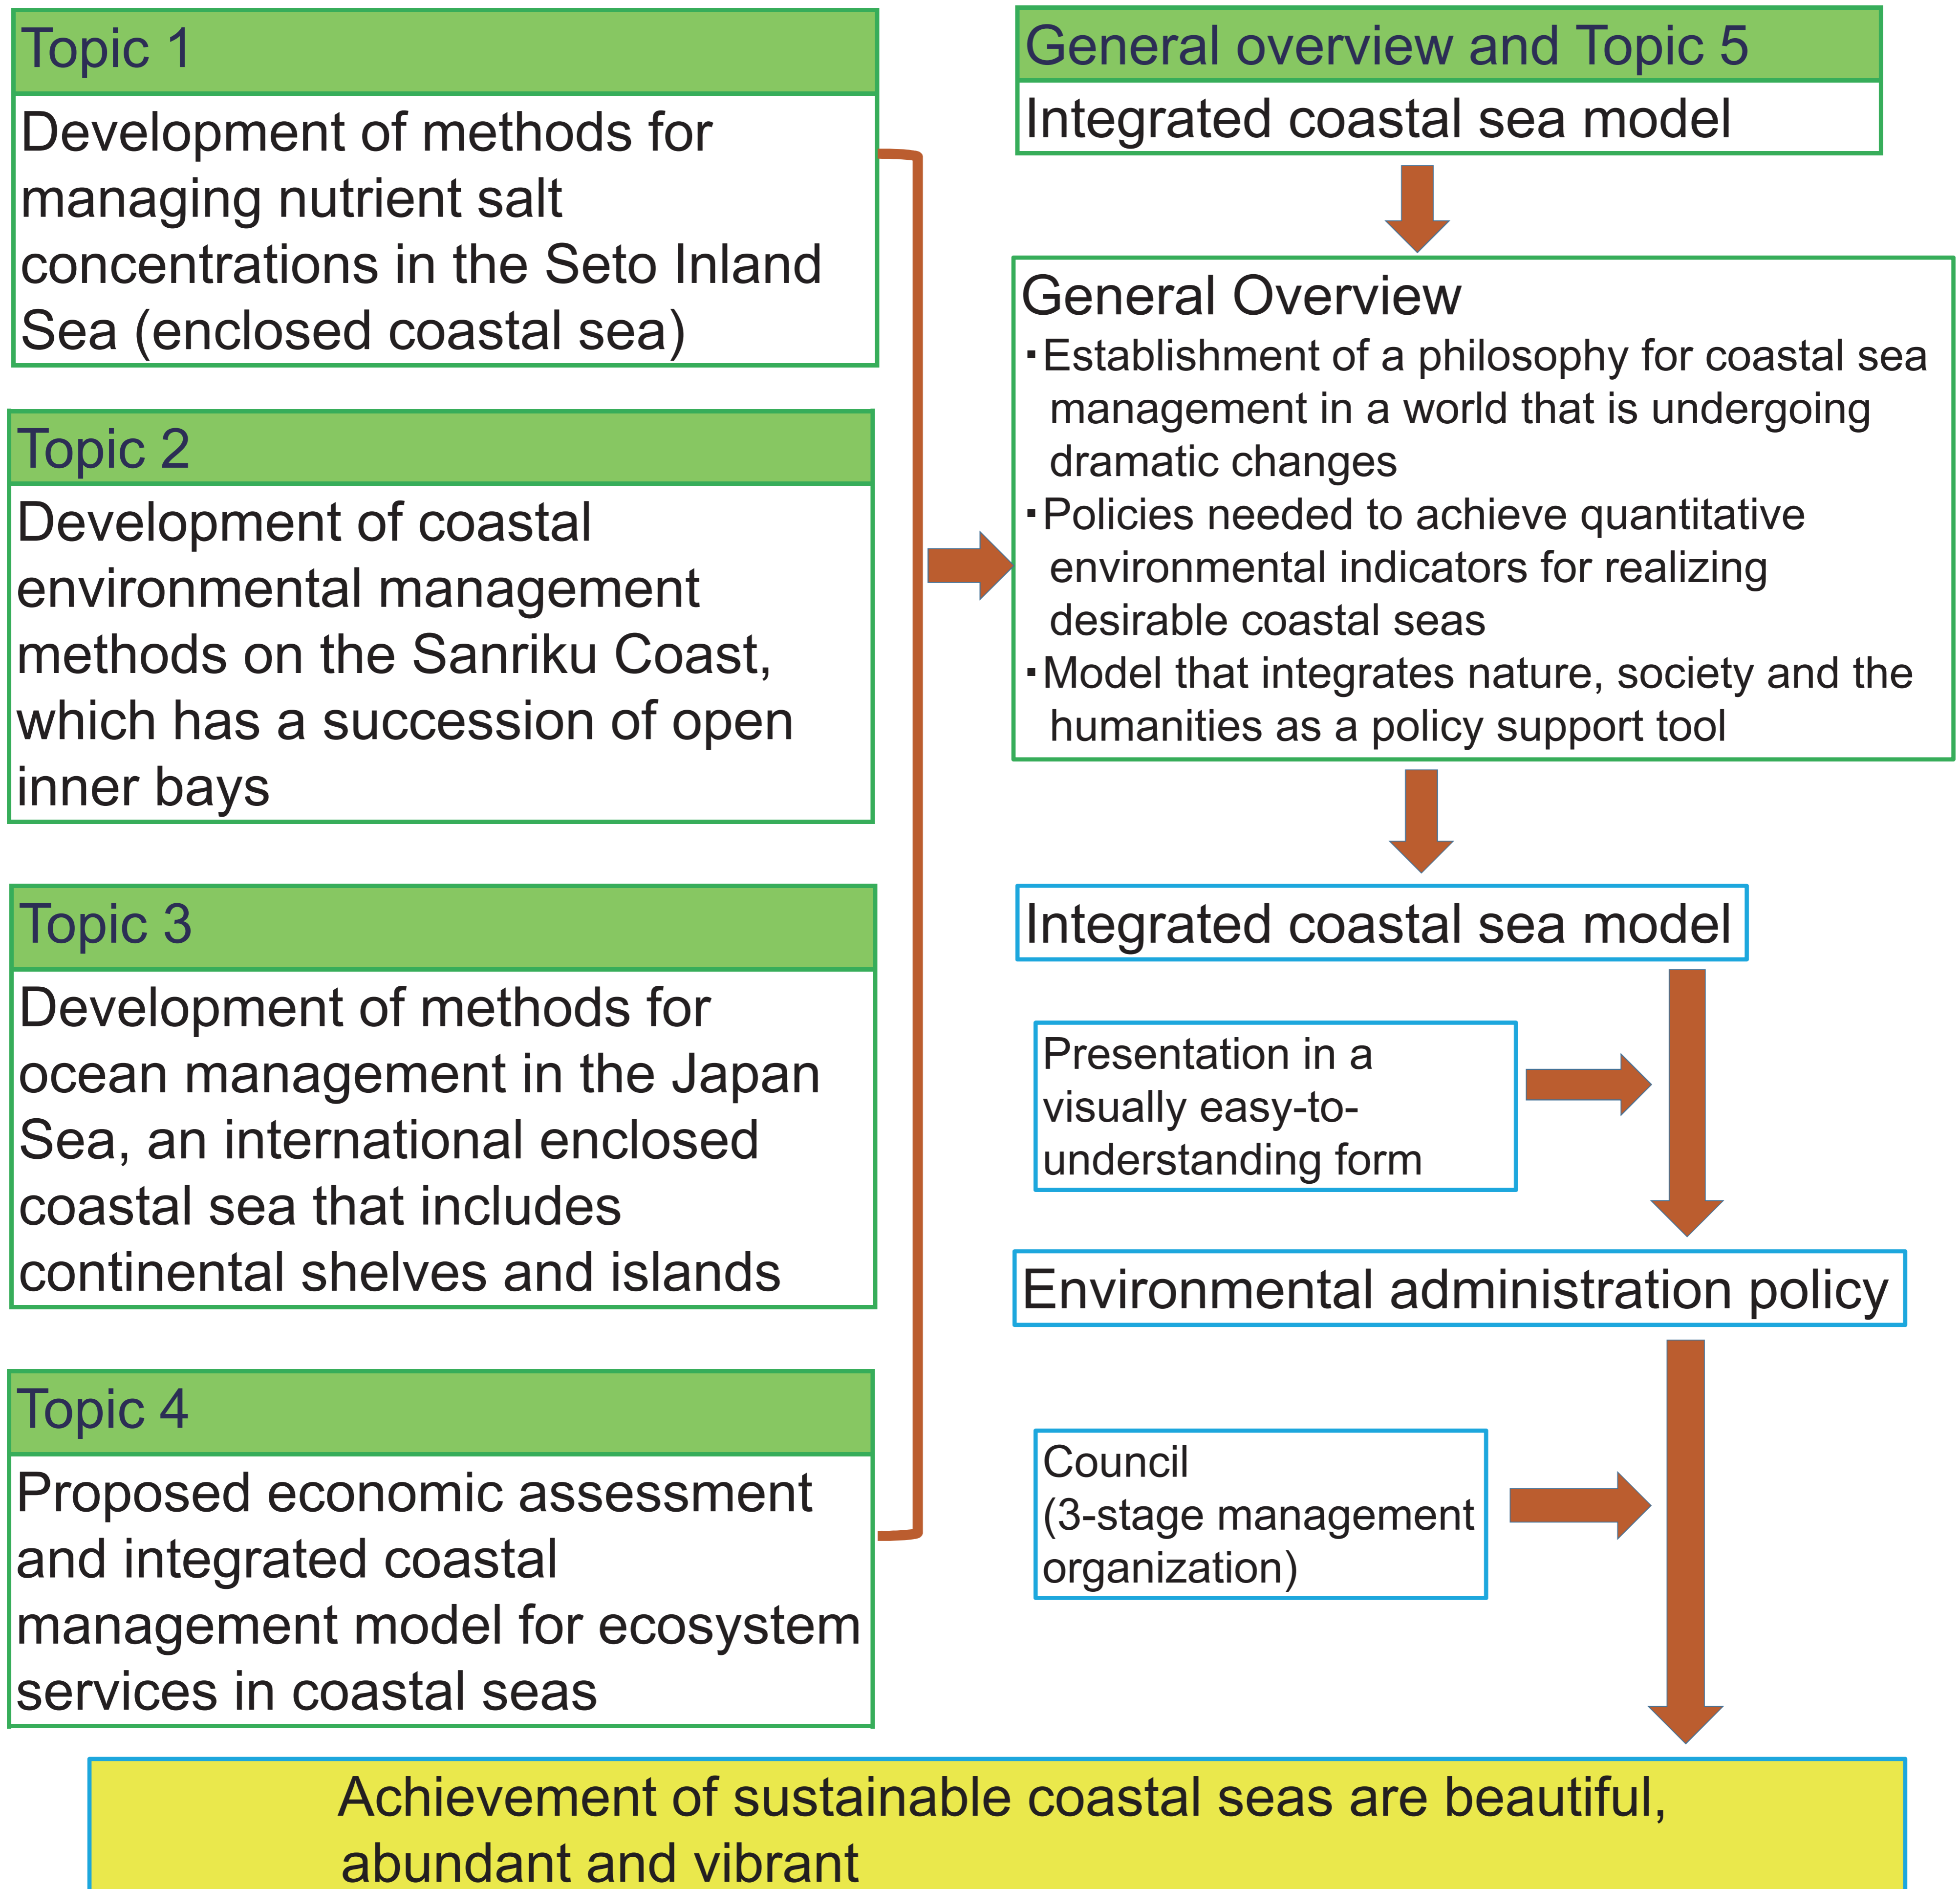 Topic 1
Development of methods for
managing nutrient salt
concentrations in the Seto Inland
Sea (enclosed coastal sea)
Topic 2
Development of coastal
environmental management
methods on the Sanriku Coast,
which has a succession of open
inner bays
Topic 3
Development of methods for
ocean management in the Japan
Sea, an international enclosed
coastal sea that includes
continental shelves and islands
Topic 4
Proposed economic assessment
and integrated coastal
management model for ecosystem
services in coastal seas
General overview and Topic 5
Integrated coastal sea model
General Overview
・Establishment of a philosophy for coastal sea
management in a world that is undergoing
dramatic changes
・Policies needed to achieve quantitative
environmental indicators for realizing
desirable coastal seas
・Model that integrates nature, society and the
humanities as a policy support tool
Integrated coastal sea model
Presentation in a
visually easy-to-
understanding form
Environmental administration policy
Council
(3-stage management
organization)
Achievement of sustainable coastal seas are beautiful,
abundant and vibrant